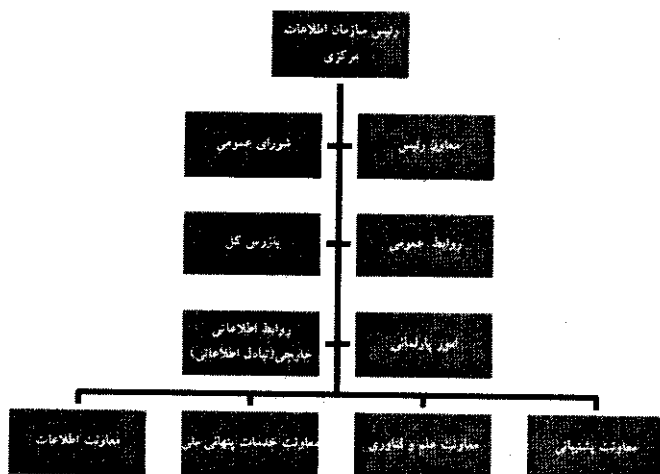 رئیس سازمان اطلاعات
مرکزی
معاون رئیس
شورای عمومی
روابط عمومی
بازرس کل
امور پارلمانی
روابط اطلاعاتی
خارجی(تبادل اطلاعاتی)
معاونت پشتیبانی
معاونت علم و فناوری
معاونت خدمات پنهانی ملی
معاونت اطلاعات